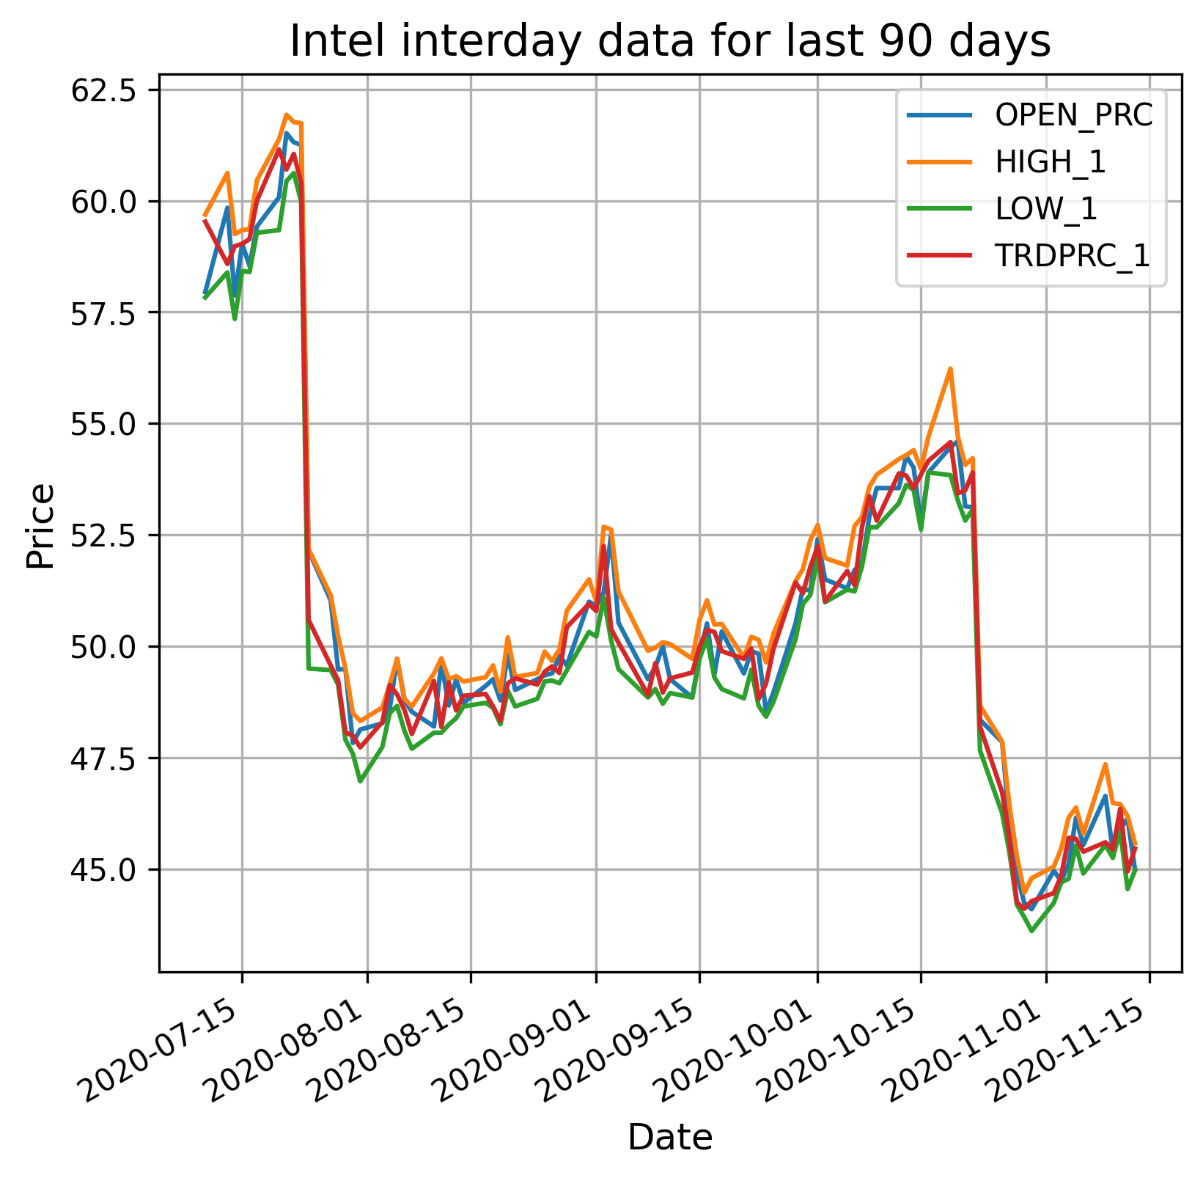 Intel interday data for last 90 days
OPEN_PRC
HIGH_1
LOW_1
TRDPRC_1
62.5
60.0
57.5
55.0
52.5
50.0
47.5
45.0
Price
2020-07-15
2020-08-01
2020-08-15
2020-09-01
2020-09-15
2020-10-01
2020-10-15
2020-11-01
2020-11-15
Date